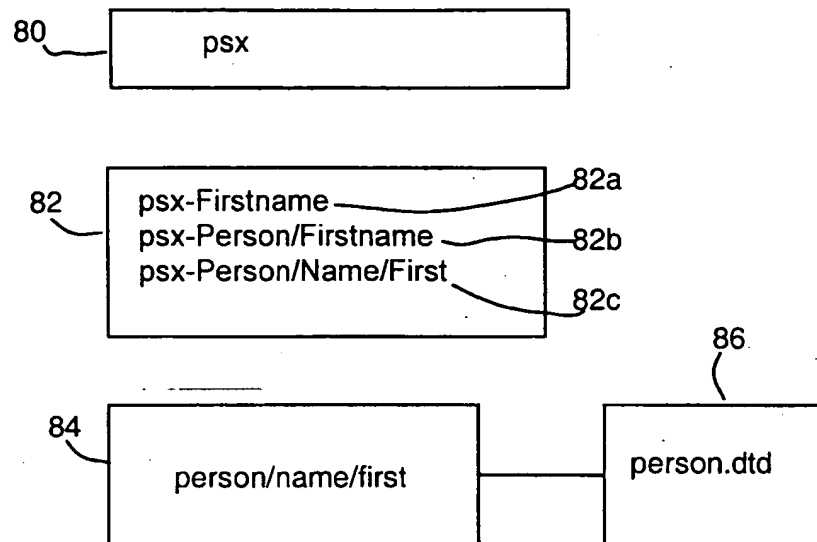 80
psx
82
psx-Firstname
82a
psx-Person/Firstname
82b
psx-Person/Name/First
82c
86
84
person/name/first
person.dtd